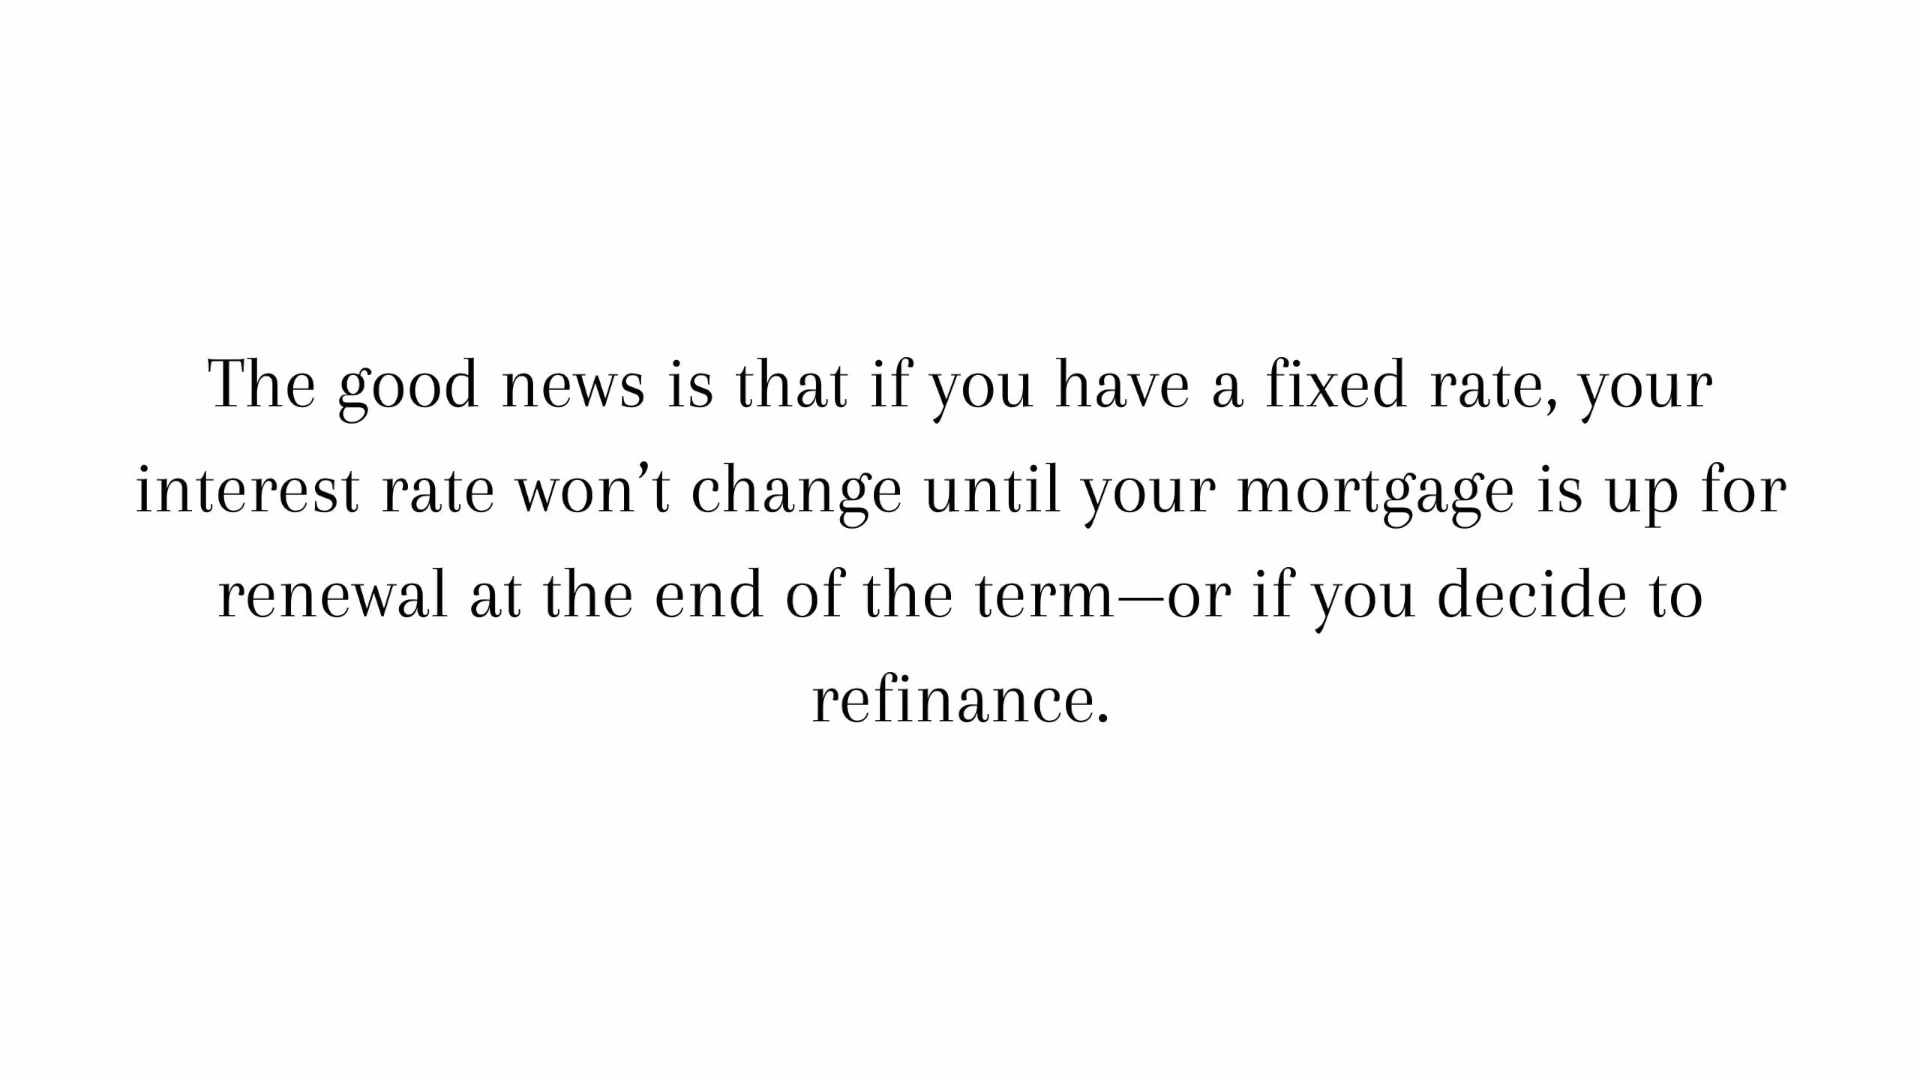 The good news is that if you have a fixed rate, your
interest rate won’t change until your mortgage is up for
renewal at the end of the term—or if you decide to
refinance.